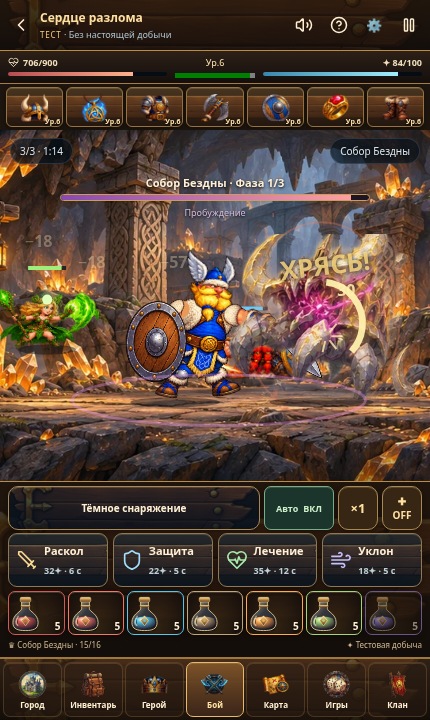 Сердце разлома
ТЕСТ · Без настоящей добычи
706/900
Ур.6
84/100
Ур.6
Ур.6
Ур.6
Ур.6
Ур.6
Ур.6
Ур.6
3/3 · 1:14
Собор Бездны
Собор Бездны · Фаза 1/3
Пробуждение
−18
−18
57
ХРЯСЬ!
Тёмное снаряжение
Авто ВКЛ
×1
OFF
Раскол
32✦ · 6 с
Защита
22✦ · 5 с
Лечение
35✦ · 12 с
Уклон
18✦ · 5 с
5
5
5
5
5
5
5
♛ Собор Бездны · 15/16
✦ Тестовая добыча
Город
Инвентарь
Герой
Бой
Карта
Игры
Клан